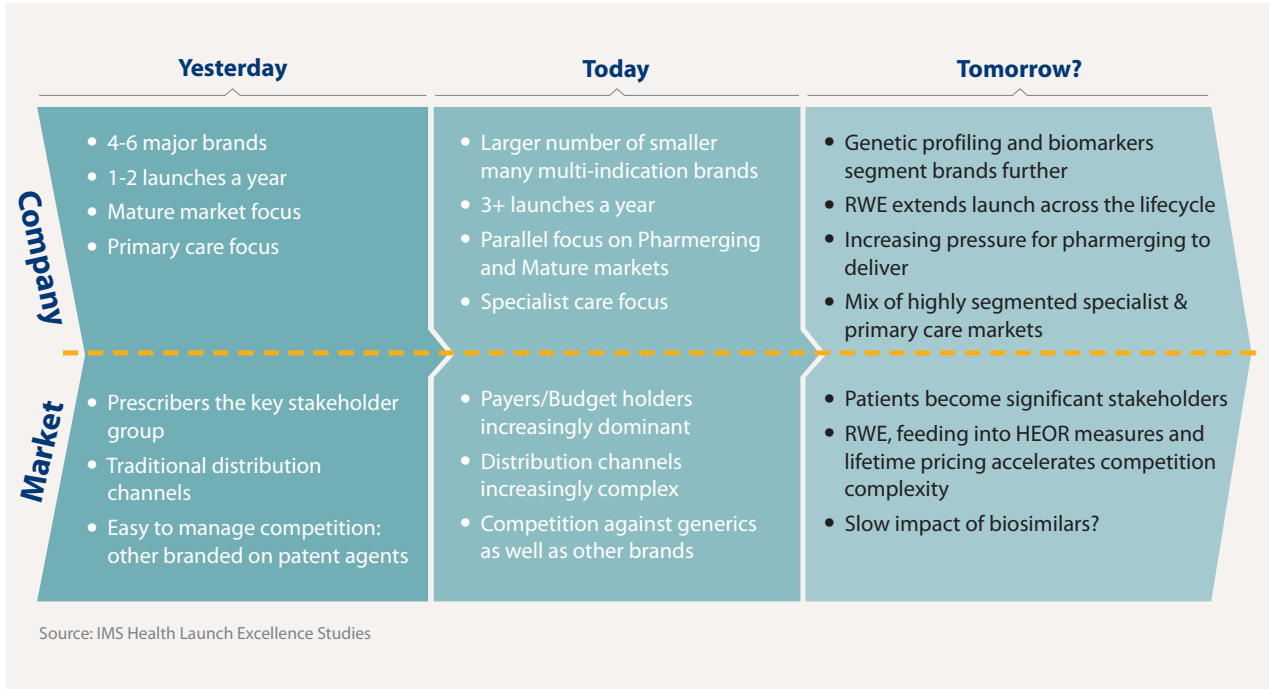 Yesterday
Today
Tomorrow?
Company
• 4-6 major brands
• 1-2 launches a year
• Mature market focus
• Primary care focus
• Larger number of smaller
many multi-indication brands
• 3+ launches a year
• Parallel focus on Pharmerging
and Mature markets
• Specialist care focus
• Genetic profiling and biomarkers
segment brands further
• RWE extends launch across the lifecycle
• Increasing pressure for pharmerging to
deliver
• Mix of highly segmented specialist &
primary care markets
Market
• Prescribers the key stakeholder
group
• Traditional distribution
channels
• Easy to manage competition:
other branded on patent agents
• Payers/Budget holders
increasingly dominant
• Distribution channels
increasingly complex
• Competition against generics
as well as other brands
• Patients become significant stakeholders
• RWE, feeding into HEOR measures and
lifetime pricing accelerates competition
complexity
• Slow impact of biosimilars?
Source: IMS Health Launch Excellence Studies